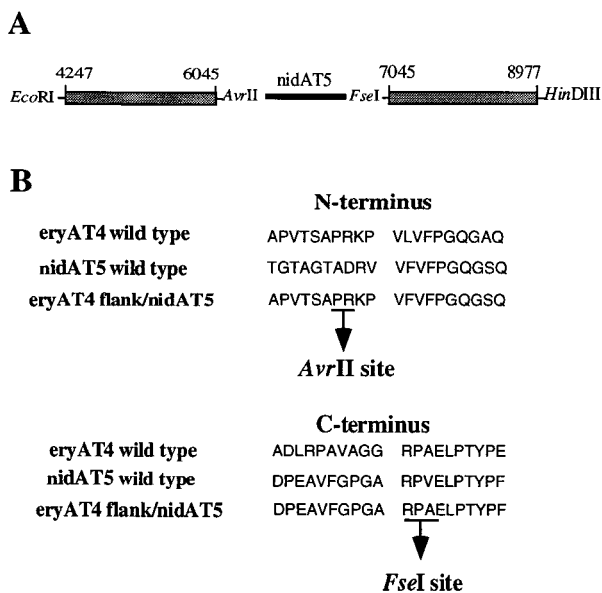 A
4247 6045 nidAT5 7045 8977
EcoRI AvrII FseI HinDIII
B
N-terminus
eryAT4 wild type APVTSAPRKP VLVFPGQGAQ
nidAT5 wild type TGTAGTADRV VFVFPGQGSQ
eryAT4 flank/nidAT5 APVTSAPRKP VFVFPGQGSQ
AvrII site
C-terminus
eryAT4 wild type ADLRPAVAGG RPAELPTYPE
nidAT5 wild type DPEAVFGPGA RPVELPTYPF
eryAT4 flank/nidAT5 DPEAVFGPGA RPAELPTYPF
FseI site